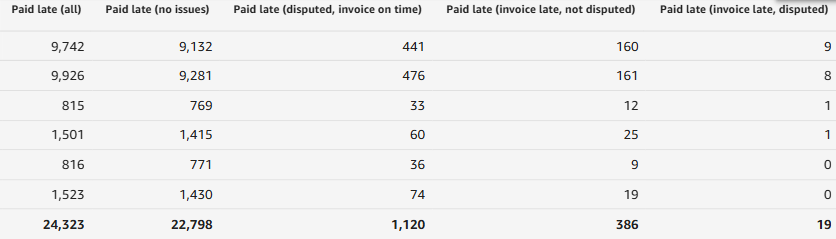 Paid late (all) Paid late (no issues) Paid late (disputed, invoice on time) Paid late (invoice late, not disputed) Paid late (invoice late, disputed)
9,742 9,132 441 160 9
9,926 9,281 476 161 8
815 769 33 12 1
1,501 1,415 60 25 1
816 771 36 9 0
1,523 1,430 74 19 0
24,323 22,798 1,120 386 19